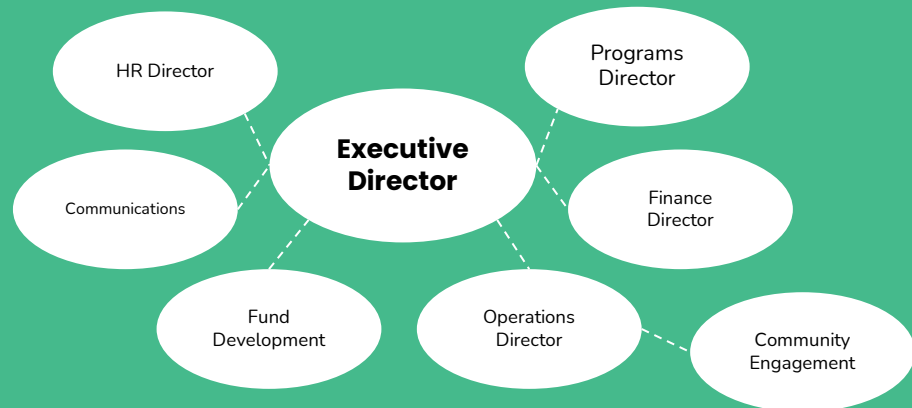 HR Director
Programs
Director
Executive
Director
Communications
Finance
Director
Fund
Development
Operations
Director
Community
Engagement